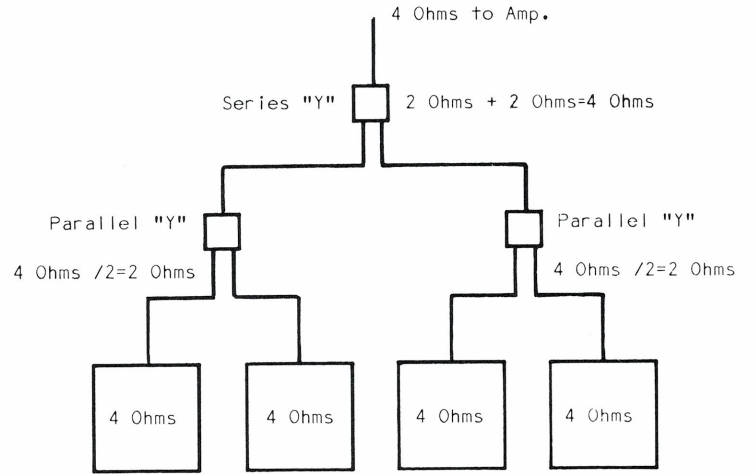 4 Ohms to Amp.
Series "Y" 2 Ohms + 2 Ohms=4 Ohms
Parallel "Y" Parallel "Y"
4 Ohms /2=2 Ohms 4 Ohms /2=2 Ohms
4 Ohms 4 Ohms 4 Ohms 4 Ohms